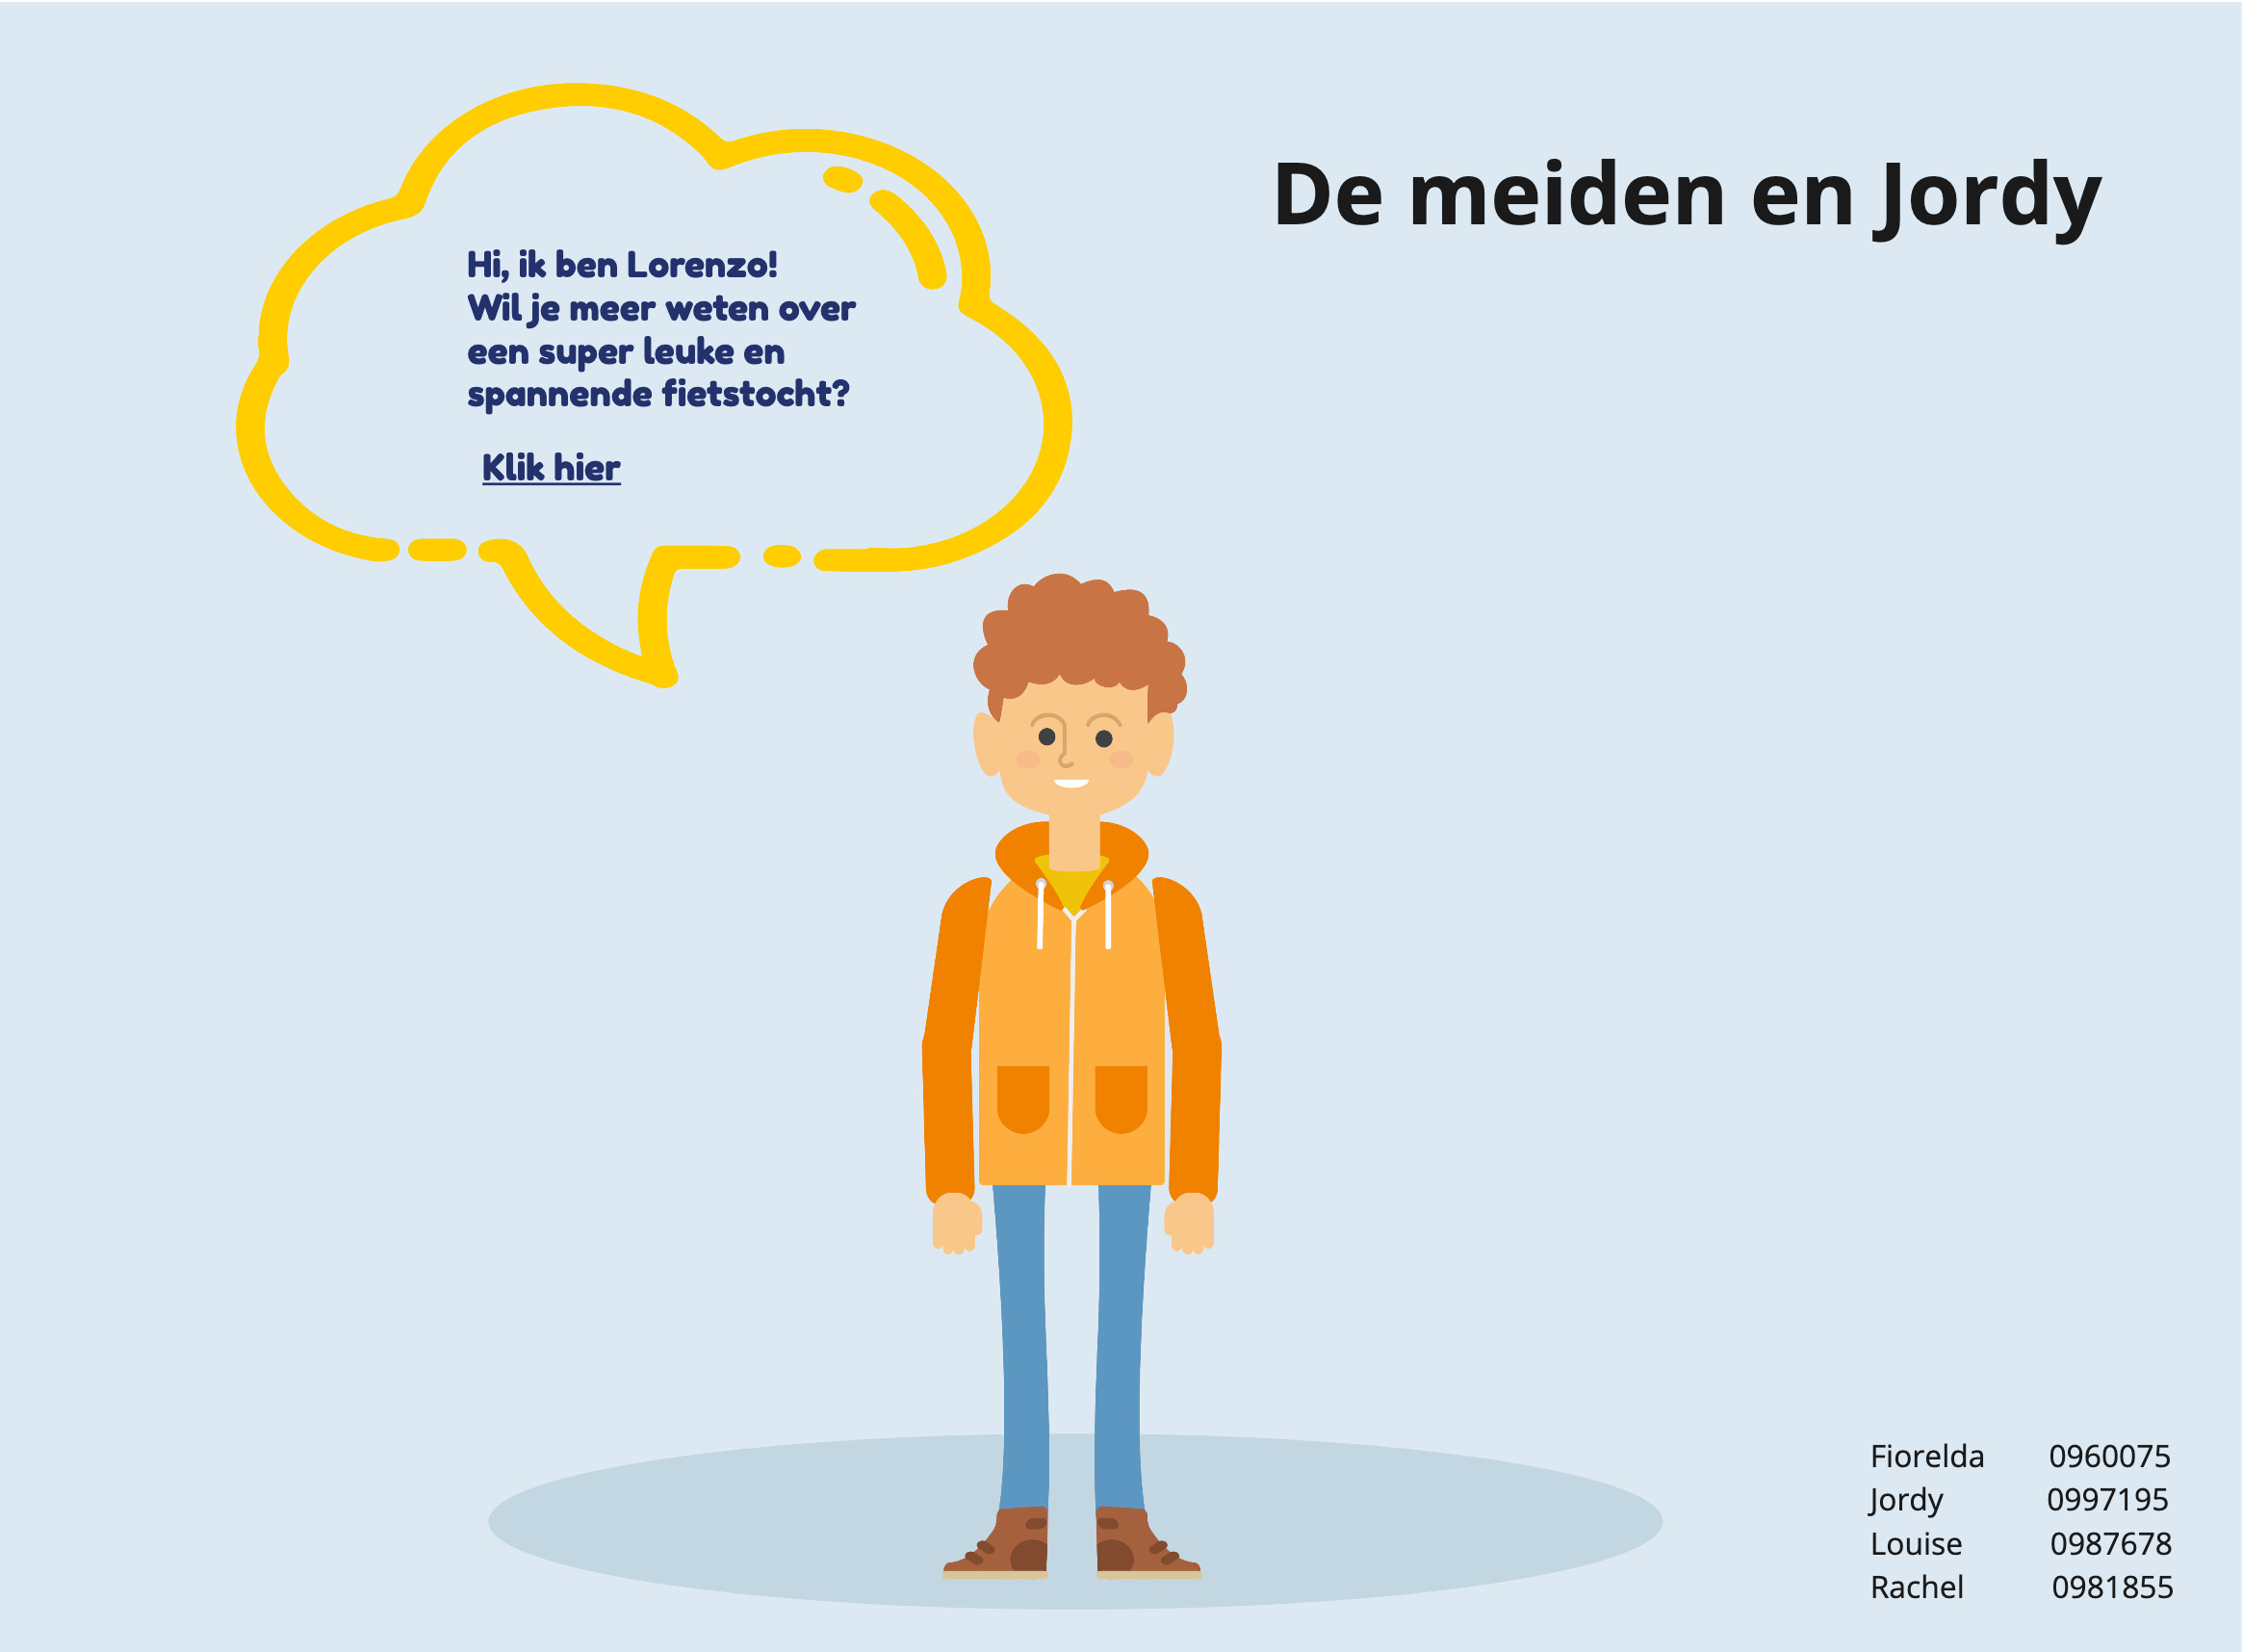 De meiden en Jordy
Hi, ik ben Lorenzo!
Wil je meer weten over
een super leuke en
spannende fietstocht?
Klik hier
Fiorelda 0960075
Jordy 0997195
Louise 0987678
Rachel 0981855